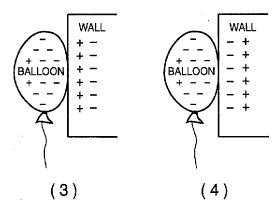 WALL WALL
− −
− − − −
+ − + − + −
− − − + − −
+ − + − + −
BALLOON + − BALLOON − +
− + − + − − + − − +
− − + − − − − +
− − + − − − − +
− −
(3) (4)